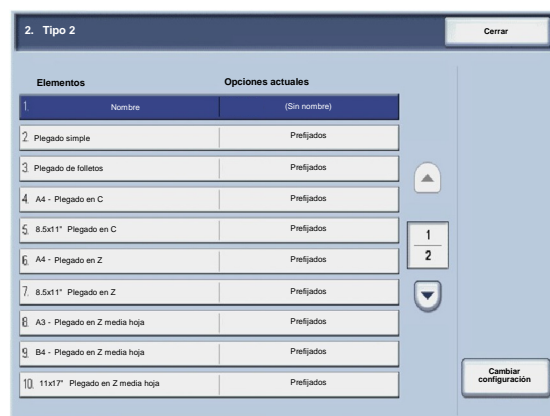 2. Tipo 2
Cerrar
Elementos
Opciones actuales
1. Nombre (Sin nombre)
2. Plegado simple Prefijados
3. Plegado de folletos Prefijados
4. A4 - Plegado en C Prefijados
5. 8.5x11" Plegado en C Prefijados
6. A4 - Plegado en Z Prefijados
7. 8.5x11" Plegado en Z Prefijados
8. A3 - Plegado en Z media hoja Prefijados
9. B4 - Plegado en Z media hoja Prefijados
10. 11x17" Plegado en Z media hoja Prefijados
1
2
Cambiar
configuración